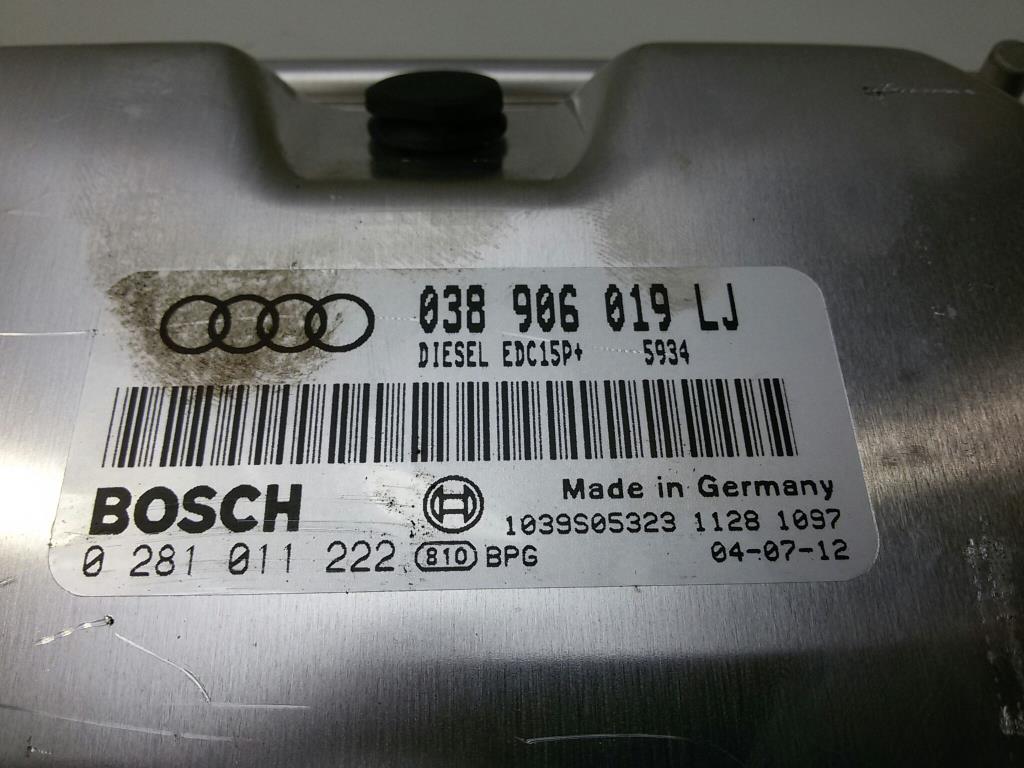 038 906 019 LJ
DIESEL EDC15P+ 5934
BOSCH
Made in Germany
1039S05323 1128 1097
0 281 011 222 810 BPG 04-07-12